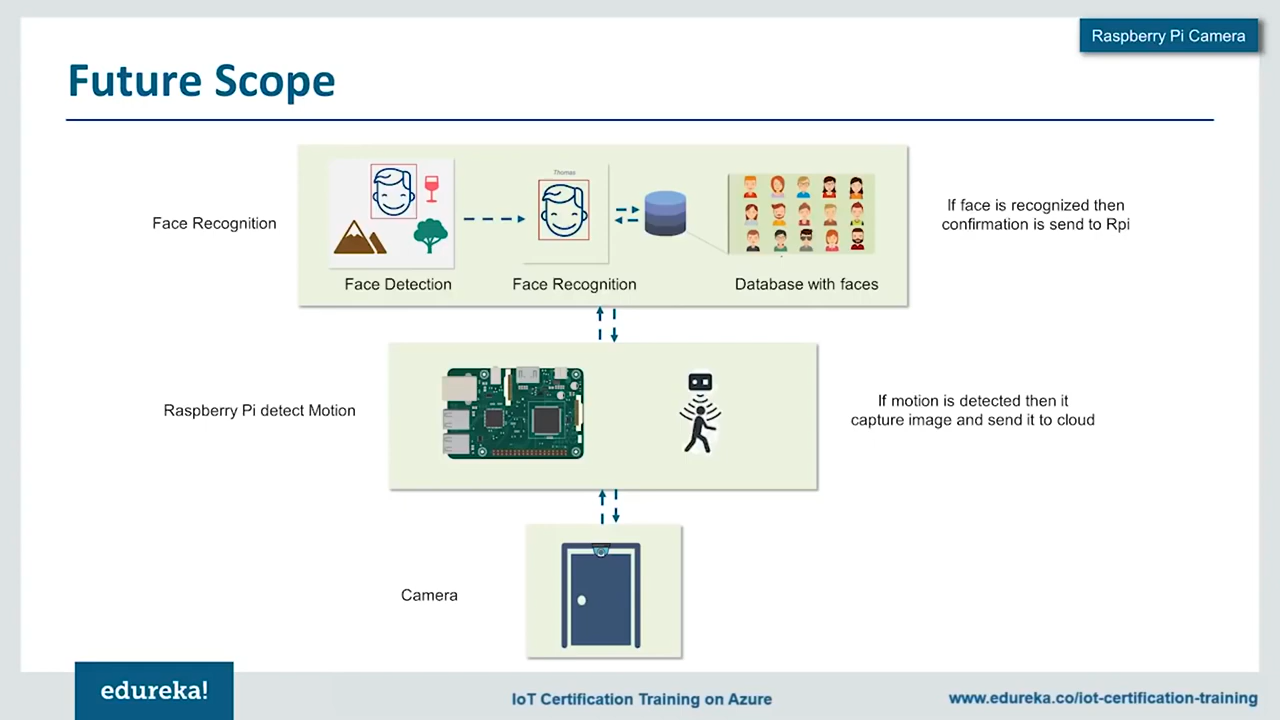 Raspberry Pi Camera
Future Scope
Face Recognition
Thomas
Face Detection
Face Recognition
Database with faces
If face is recognized then
confirmation is send to Rpi
Raspberry Pi detect Motion
If motion is detected then it
capture image and send it to cloud
Camera
edureka!
IoT Certification Training on Azure
www.edureka.co/iot-certification-training